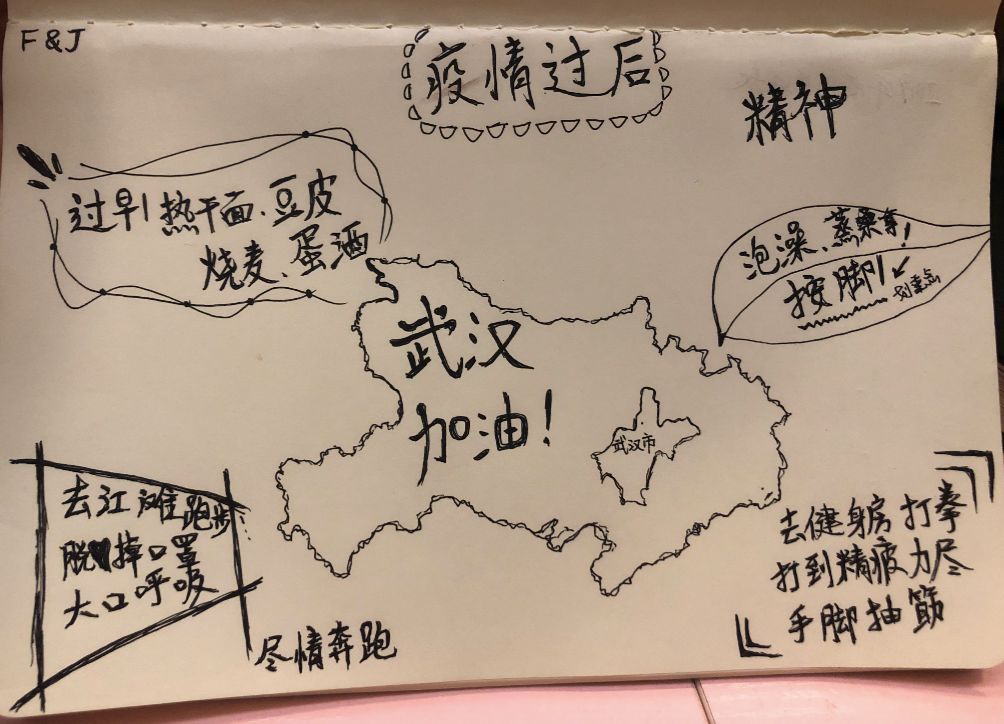 F&J
疫情过后
精神
过早！热干面、豆皮
烧麦、蛋酒
泡澡、蒸桑拿！
按脚！
划重点
武汉
加油！
武汉市
去江滩跑步
脱掉口罩
大口呼吸
尽情奔跑
去健身房打拳
打到精疲力尽
手脚抽筋